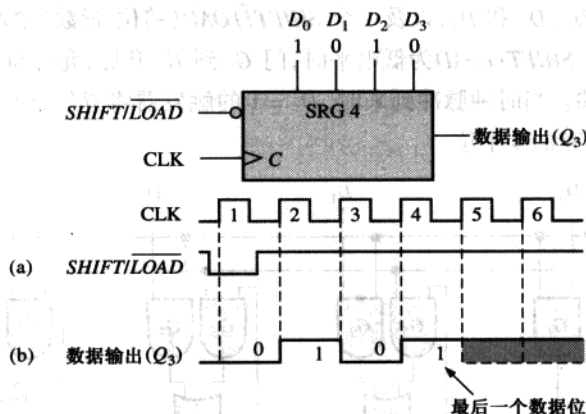 D₀ D₁ D₂ D₃
1 0 1 0
SHIFT/L̅O̅A̅D̅
SRG 4
数据输出(Q₃)
CLK
C
CLK 1 2 3 4 5 6
(a) SHIFT/L̅O̅A̅D̅
(b) 数据输出(Q₃) 0 1 0 1
最后一个数据位